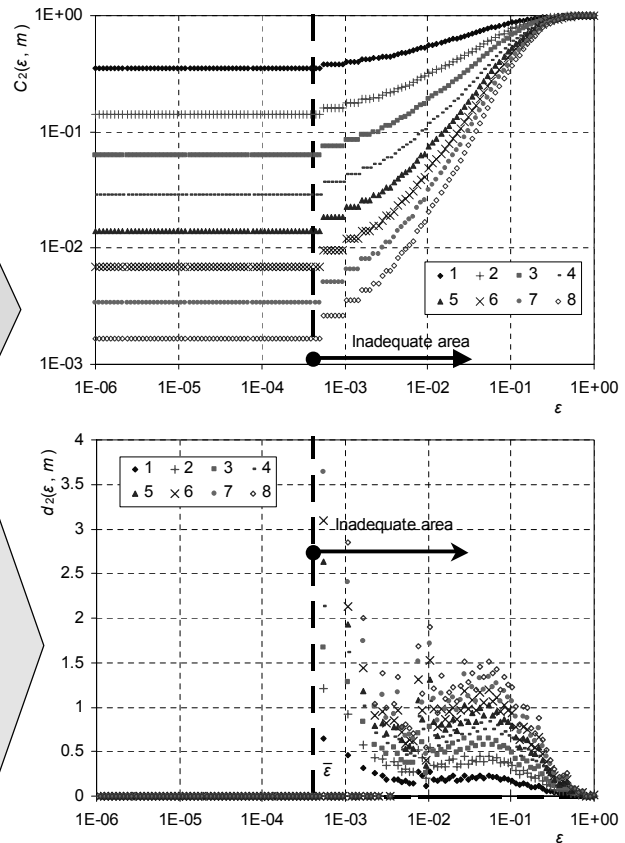 C₂(ε, m)
1E+00
1E-01
1E-02
1E-03
1 2 3 4
5 6 7 8
Inadequate area
1E-06 1E-05 1E-04 1E-03 1E-02 1E-01 1E+00
ε
d₂(ε, m)
4
3.5
3
2.5
2
1.5
1
0.5
0
1 2 3 4
5 6 7 8
Inadequate area
ε̅
1E-06 1E-05 1E-04 1E-03 1E-02 1E-01 1E+00
ε